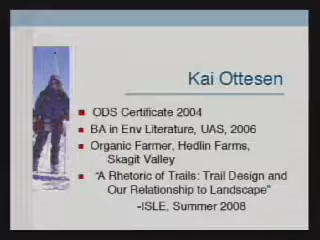 Kai Ottesen
ODS Certificate 2004
BA in Env Literature, UAS, 2006
Organic Farmer, Hedlin Farms,
Skagit Valley
"A Rhetoric of Trails: Trail Design and
Our Relationship to Landscape"
-ISLE, Summer 2008